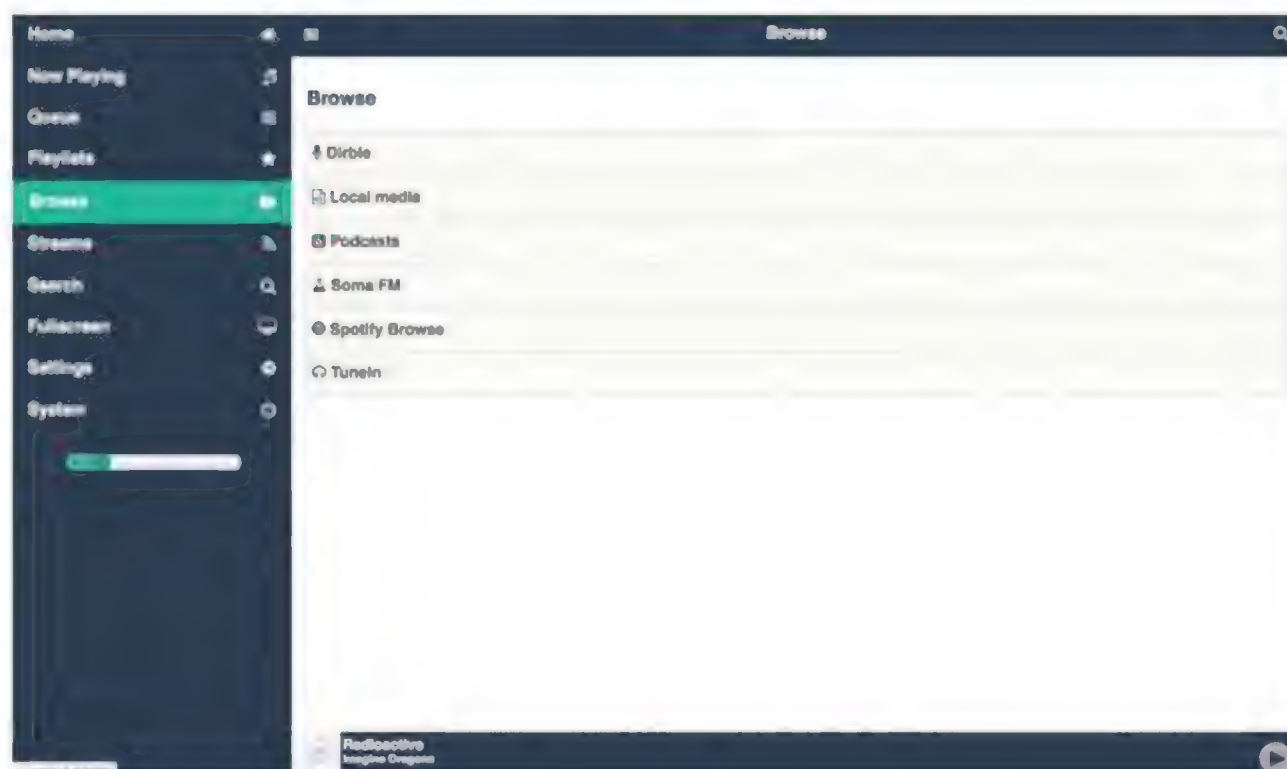 Home
Now Playing
Queue
Playlists
Browse
Streams
Search
Fullscreen
Settings
System
Browse
Browse
Dirble
Local media
Podcasts
Soma FM
Spotify Browse
TuneIn
Radioactive
Imagine Dragons